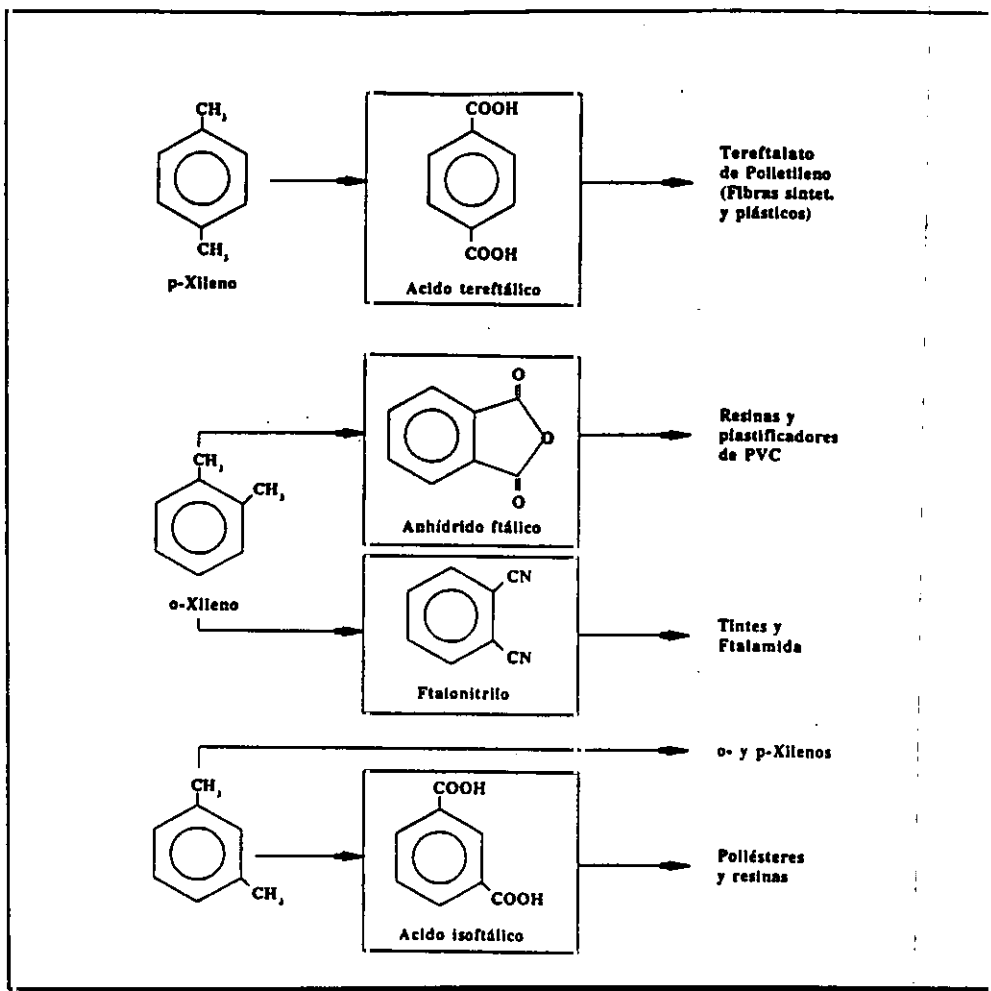 CH3
CH3
p-Xileno
COOH
COOH
Acido tereftálico
Tereftalato
de Polietileno
(Fibras sintet.
y plásticos)
CH3
CH3
o-Xileno
O
O
O
Anhídrido ftálico
Resinas y
plastificadores
de PVC
CN
CN
Ftalonitrilo
Tintes y
Ftalamida
o- y p-Xilenos
CH3
CH3
COOH
COOH
Acido isoftálico
Poliésteres
y resinas